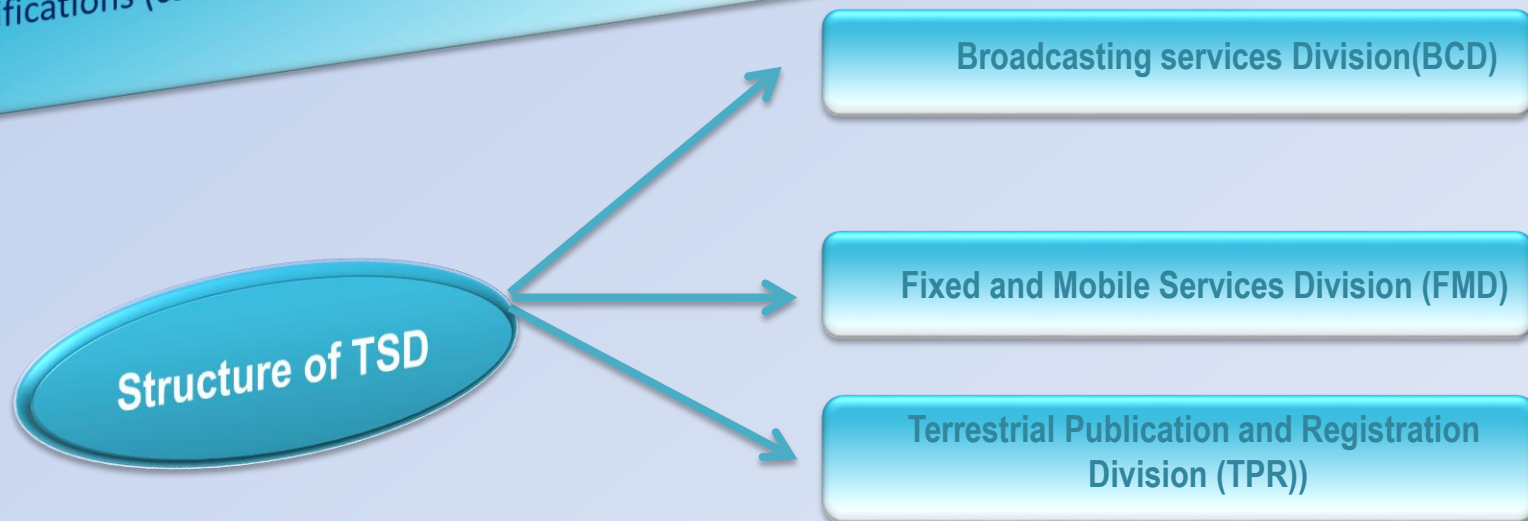 Broadcasting services Division(BCD)
Fixed and Mobile Services Division (FMD)
Structure of TSD
Terrestrial Publication and Registration
Division (TPR))